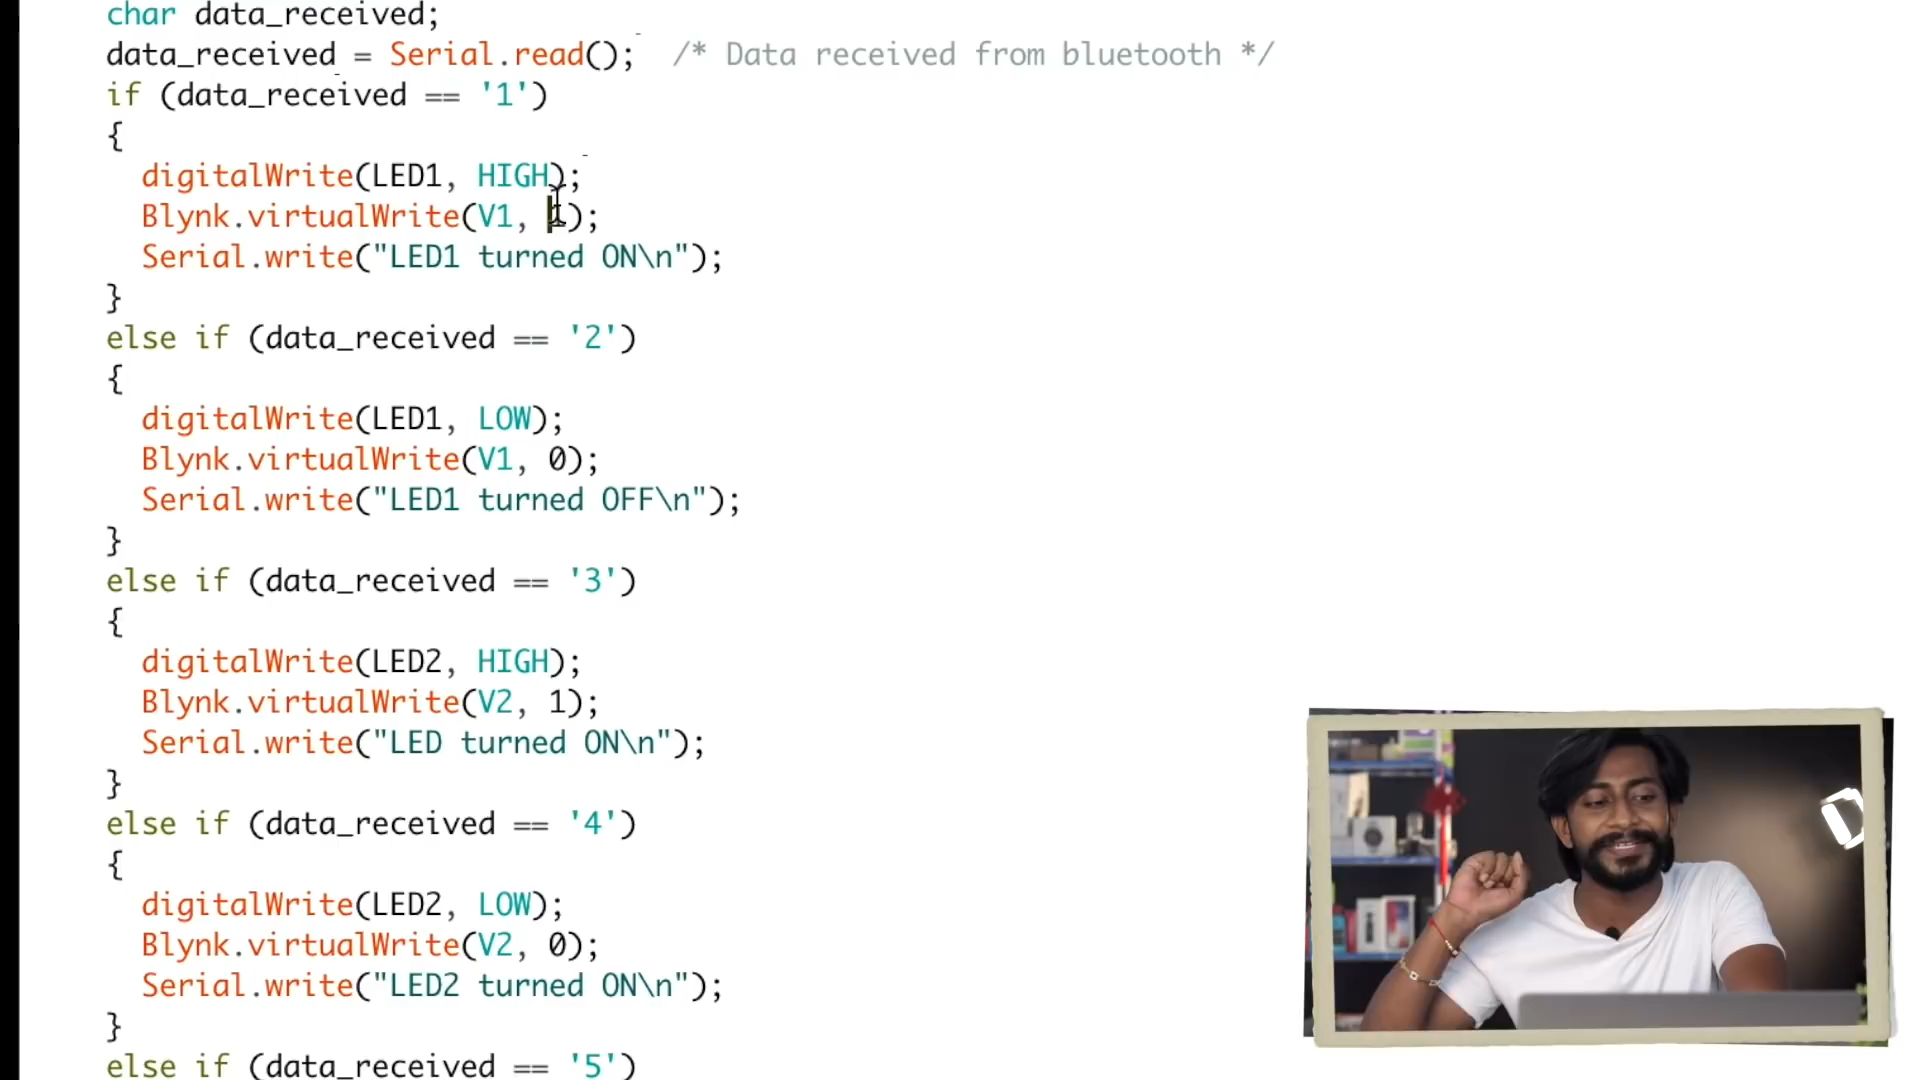 char data_received;
data_received = Serial.read();  /* Data received from bluetooth */
if (data_received == '1')
{
digitalWrite(LED1, HIGH);
Blynk.virtualWrite(V1, 1);
Serial.write("LED1 turned ON\n");
}
else if (data_received == '2')
{
digitalWrite(LED1, LOW);
Blynk.virtualWrite(V1, 0);
Serial.write("LED1 turned OFF\n");
}
else if (data_received == '3')
{
digitalWrite(LED2, HIGH);
Blynk.virtualWrite(V2, 1);
Serial.write("LED turned ON\n");
}
else if (data_received == '4')
{
digitalWrite(LED2, LOW);
Blynk.virtualWrite(V2, 0);
Serial.write("LED2 turned ON\n");
}
else if (data_received == '5')